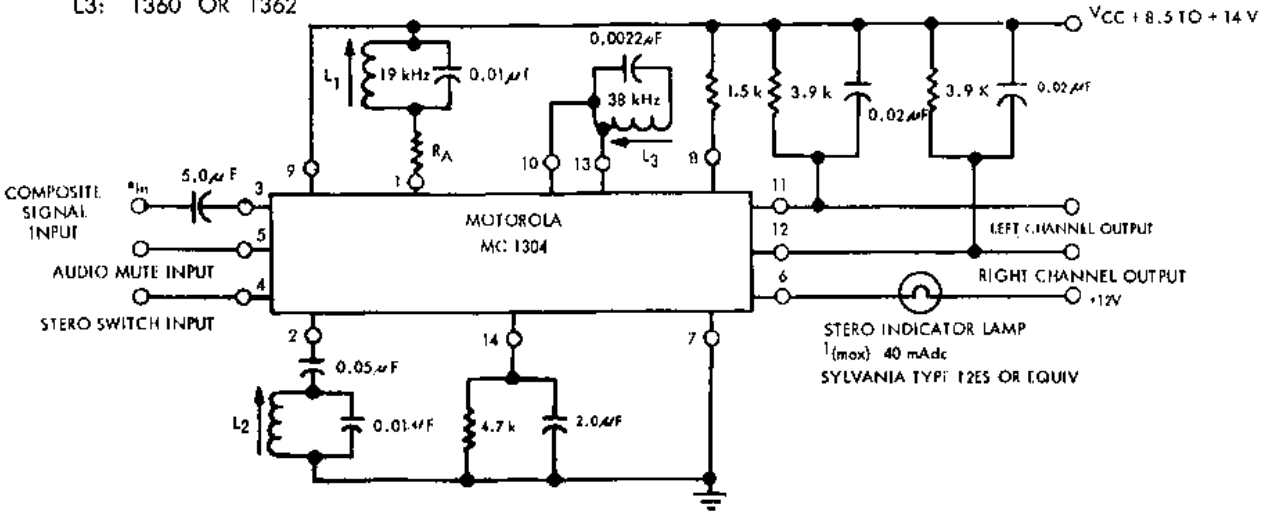 L3: 1360 OR 1362
VCC + 8.5 TO + 14 V
0.0022µF
L1
19 kHz
0.01µF
38 kHz
1.5 k
3.9 k
0.02µF
3.9 K
0.02µF
RA
L3
9
1
10
13
8
COMPOSITE
SIGNAL
INPUT
ein
5.0µF
3
5
AUDIO MUTE INPUT
4
STERO SWITCH INPUT
MOTOROLA
MC 1304
11
LEFT CHANNEL OUTPUT
12
RIGHT CHANNEL OUTPUT
6
+12V
STERO INDICATOR LAMP
I(max) 40 mAdc
SYLVANIA TYPE 12ES OR EQUIV
2
14
7
0.05µF
L2
0.01µF
4.7 k
2.0µF